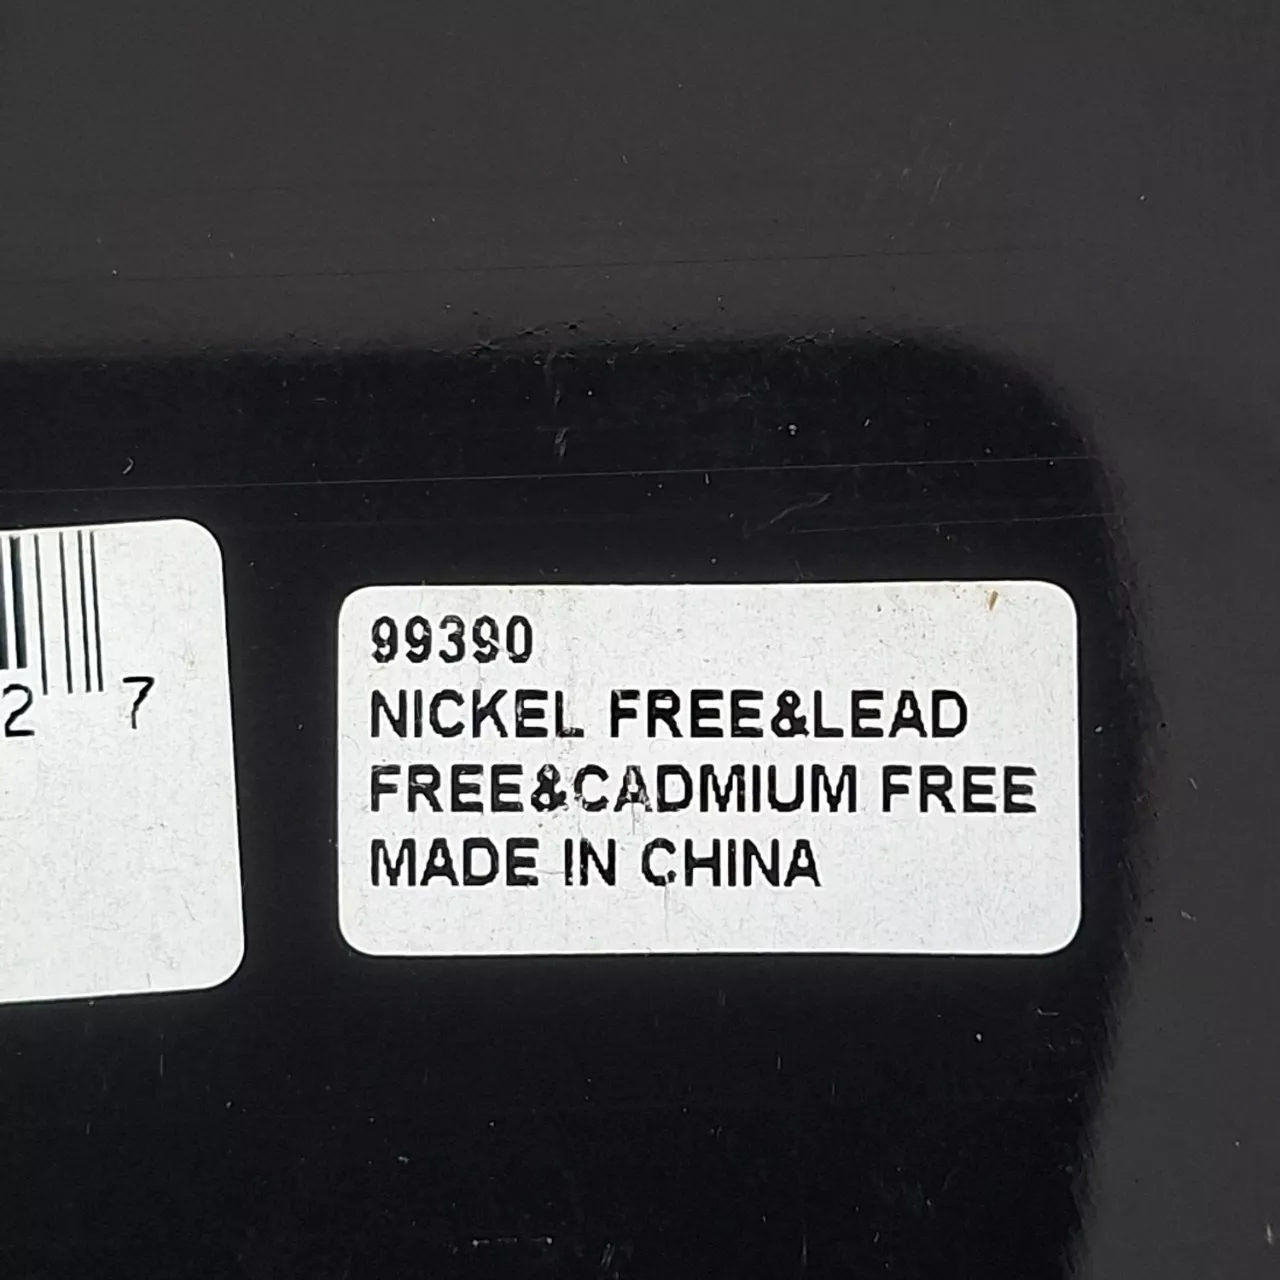 2 7
99390
NICKEL FREE&LEAD
FREE&CADMIUM FREE
MADE IN CHINA